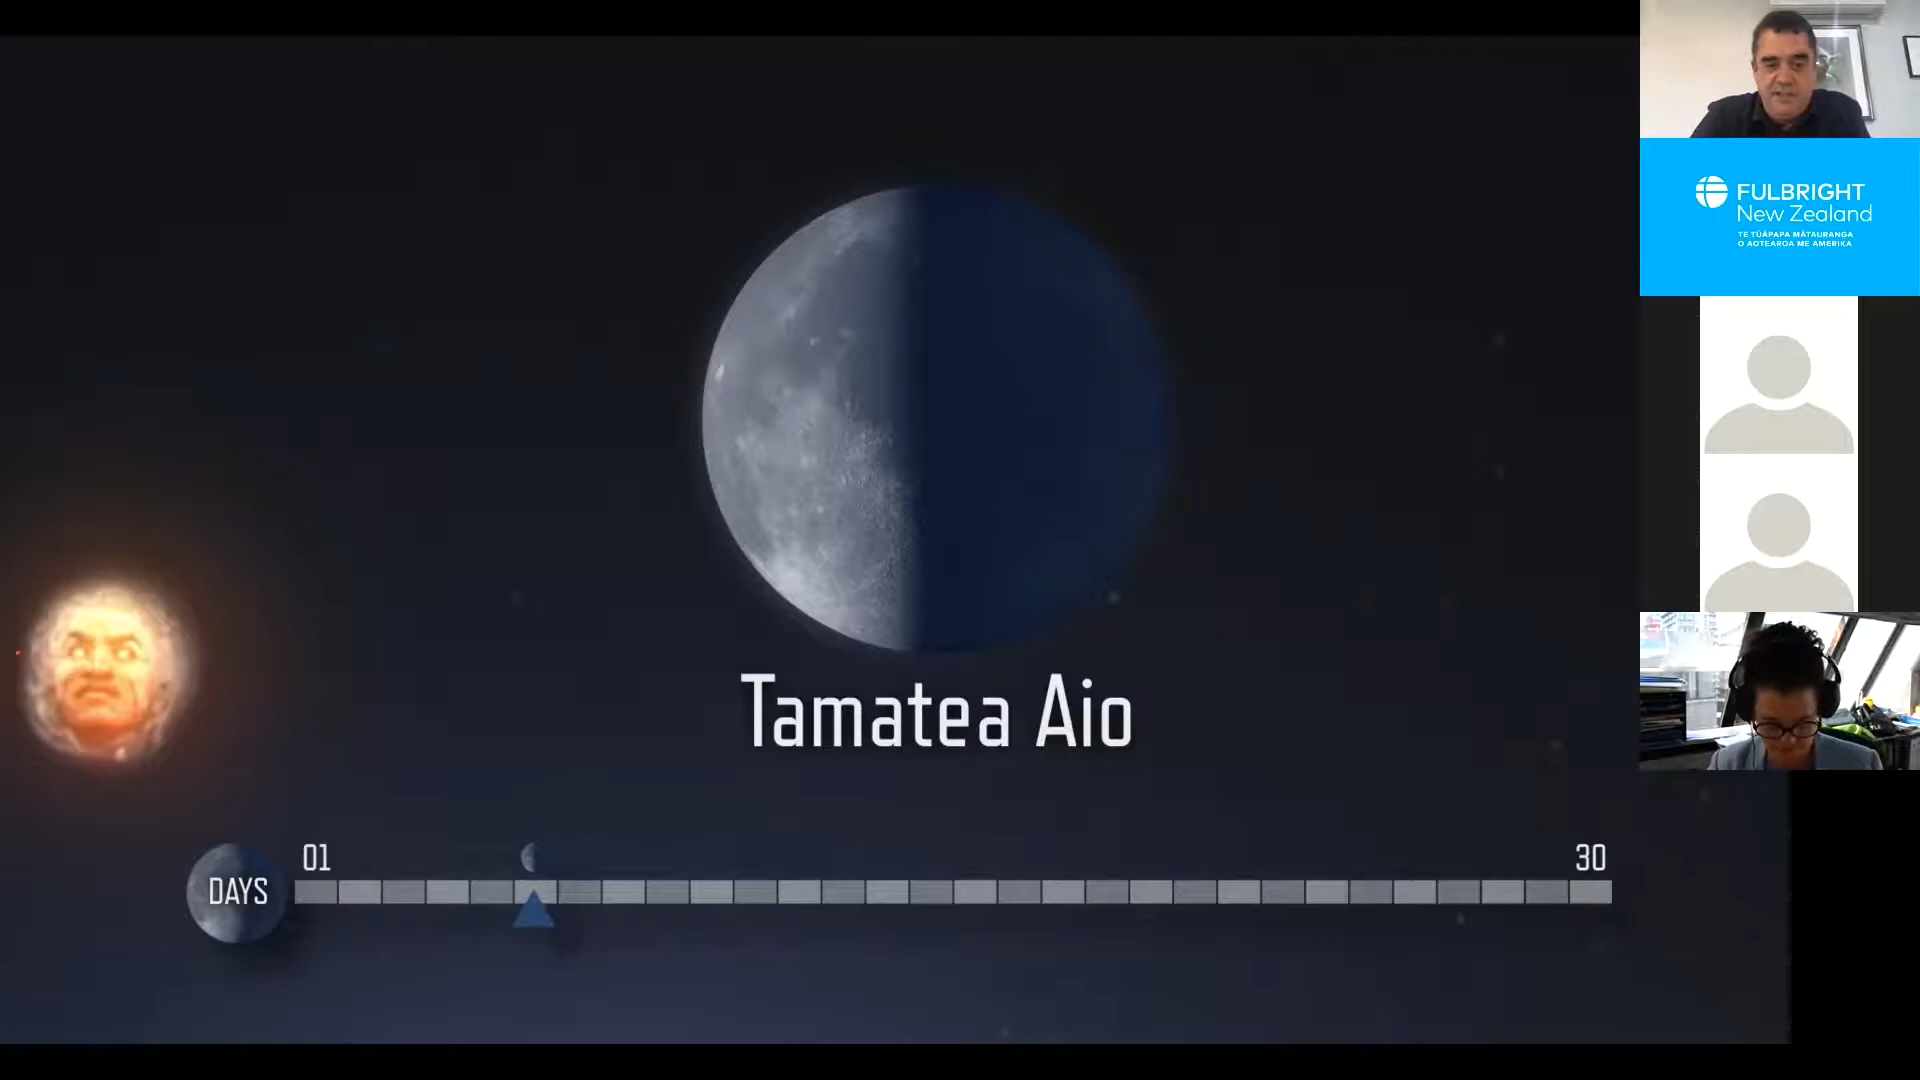 Tamatea Aio
01
30
DAYS
FULBRIGHT
New Zealand
TE TŪĀPAPA MĀTAURANGA
O AOTEAROA ME AMERIKA